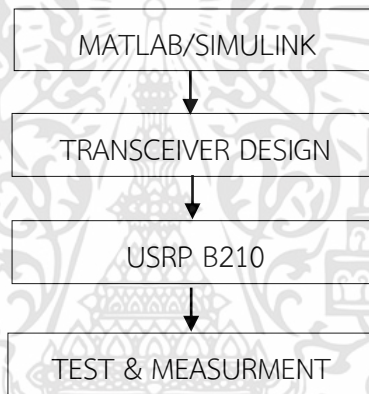 MATLAB/SIMULINK
TRANSCEIVER DESIGN
USRP B210
TEST & MEASURMENT